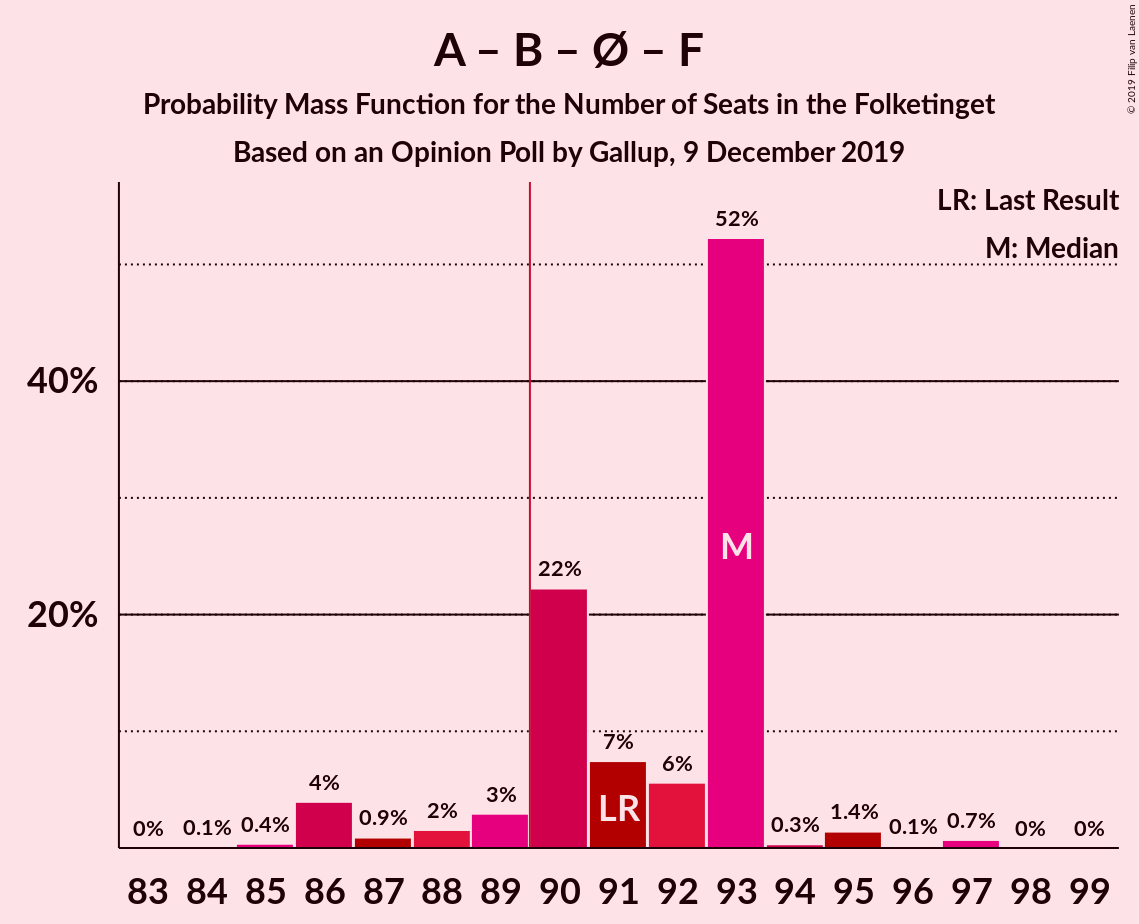 A – B – Ø – F
Probability Mass Function for the Number of Seats in the Folketinget
Based on an Opinion Poll by Gallup, 9 December 2019
© 2019 Filip van Laenen
LR: Last Result
M: Median
40%
20%
0%
0.1%
0.4%
4%
0.9%
2%
3%
22%
7%
6%
52%
0.3%
1.4%
0.1%
0.7%
0%
0%
LR
M
83 84 85 86 87 88 89 90 91 92 93 94 95 96 97 98 99